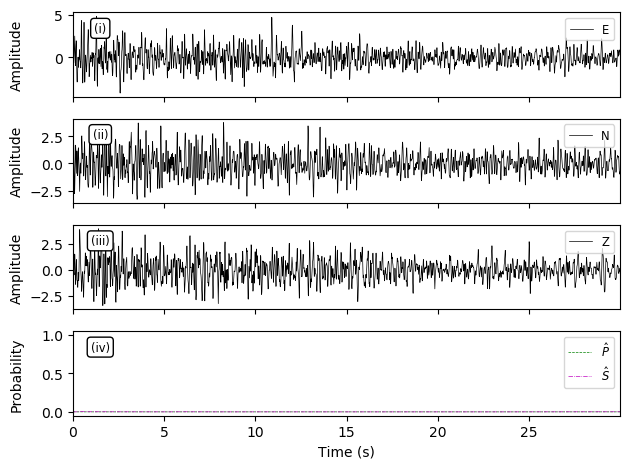 5
0
Amplitude
(i)
E
2.5
0.0
−2.5
Amplitude
(ii)
N
2.5
0.0
−2.5
Amplitude
(iii)
Z
1.0
0.5
0.0
Probability
(iv)
P̂
Ŝ
0 5 10 15 20 25
Time (s)